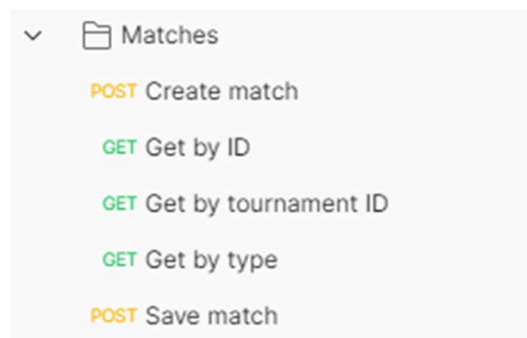 Matches
POST Create match
GET Get by ID
GET Get by tournament ID
GET Get by type
POST Save match